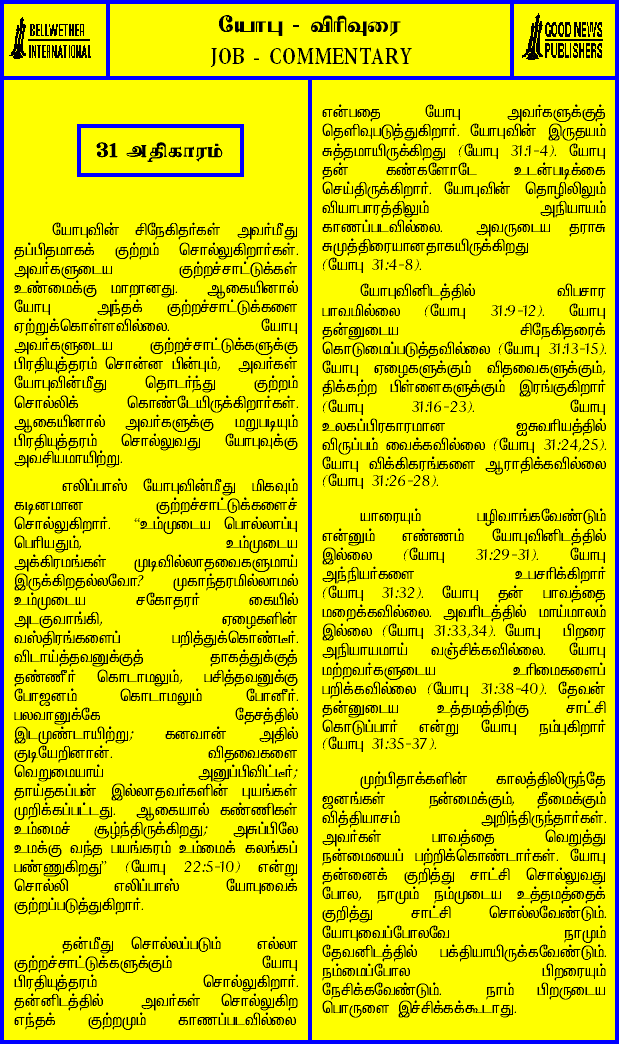 BELLWETHER
INTERNATIONAL
யோபு - விரிவுரை
JOB - COMMENTARY
GOOD NEWS
PUBLISHERS
31 அதிகாரம்
யோபுவின் சிநேகிதர்கள் அவர்மீது
தப்பிதமாகக் குற்றம் சொல்லுகிறார்கள்.
அவர்களுடைய குற்றச்சாட்டுக்கள்
உண்மைக்கு மாறானது. ஆகையினால்
யோபு அந்தக் குற்றச்சாட்டுக்களை
ஏற்றுக்கொள்ளவில்லை. யோபு
அவர்களுடைய குற்றச்சாட்டுக்களுக்கு
பிரதியுத்தரம் சொன்ன பின்பும், அவர்கள்
யோபுவின்மீது தொடர்ந்து குற்றம்
சொல்லிக் கொண்டேயிருக்கிறார்கள்.
ஆகையினால் அவர்களுக்கு மறுபடியும்
பிரதியுத்தரம் சொல்லுவது யோபுவுக்கு
அவசியமாயிற்று.
எலிப்பாஸ் யோபுவின்மீது மிகவும்
கடினமான குற்றச்சாட்டுக்களைச்
சொல்லுகிறார். “உம்முடைய பொல்லாப்பு
பெரியதும், உம்முடைய
அக்கிரமங்கள் முடிவில்லாதவைகளுமாய்
இருக்கிறதல்லவோ? முகாந்தரமில்லாமல்
உம்முடைய சகோதரர் கையில்
அடகுவாங்கி, ஏழைகளின்
வஸ்திரங்களைப் பறித்துக்கொண்டீர்.
விடாய்த்தவனுக்குத் தாகத்துக்குத்
தண்ணீர் கொடாமலும், பசித்தவனுக்கு
போஜனம் கொடாமலும் போனீர்.
பலவானுக்கே தேசத்தில்
இடமுண்டாயிற்று; கனவான் அதில்
குடியேறினான். விதவைகளை
வெறுமையாய் அனுப்பிவிட்டீர்;
தாய்தகப்பன் இல்லாதவர்களின் புயங்கள்
முறிக்கப்பட்டது. ஆகையால் கண்ணிகள்
உம்மைச் சூழ்ந்திருக்கிறது; அசுப்பிலே
உமக்கு வந்த பயங்கரம் உம்மைக் கலங்கப்
பண்ணுகிறது” (யோபு 22:5-10) என்று
சொல்லி எலிப்பாஸ் யோபுவைக்
குற்றப்படுத்துகிறார்.
தன்மீது சொல்லப்படும் எல்லா
குற்றச்சாட்டுக்களுக்கும் யோபு
பிரதியுத்தரம் சொல்லுகிறார்.
தன்னிடத்தில் அவர்கள் சொல்லுகிற
எந்தக் குற்றமும் காணப்படவில்லை
என்பதை யோபு அவர்களுக்குத்
தெளிவுபடுத்துகிறார். யோபுவின் இருதயம்
சுத்தமாயிருக்கிறது (யோபு 31:1-4). யோபு
தன் கண்களோடே உடன்படிக்கை
செய்திருக்கிறார். யோபுவின் தொழிலிலும்
வியாபாரத்திலும் அநியாயம்
காணப்படவில்லை. அவருடைய தராசு
சுமுத்திரையானதாகயிருக்கிறது
(யோபு 31:4-8).
யோபுவினிடத்தில் விபசார
பாவமில்லை (யோபு 31:9-12). யோபு
தன்னுடைய சிநேகிதரைக்
கொடுமைப்படுத்தவில்லை (யோபு 31:13-15).
யோபு ஏழைகளுக்கும் விதவைகளுக்கும்,
திக்கற்ற பிள்ளைகளுக்கும் இரங்குகிறார்
(யோபு 31:16-23). யோபு
உலகப்பிரகாரமான ஐசுவரியத்தில்
விருப்பம் வைக்கவில்லை (யோபு 31:24,25).
யோபு விக்கிரகங்களை ஆராதிக்கவில்லை
(யோபு 31:26-28).
யாரையும் பழிவாங்கவேண்டும்
என்னும் எண்ணம் யோபுவினிடத்தில்
இல்லை (யோபு 31:29-31). யோபு
அந்நியர்களை உபசரிக்கிறார்
(யோபு 31:32). யோபு தன் பாவத்தை
மறைக்கவில்லை. அவரிடத்தில் மாய்மாலம்
இல்லை (யோபு 31:33,34). யோபு பிறரை
அநியாயமாய் வஞ்சிக்கவில்லை. யோபு
மற்றவர்களுடைய உரிமைகளைப்
பறிக்கவில்லை (யோபு 31:38-40). தேவன்
தன்னுடைய உத்தமத்திற்கு சாட்சி
கொடுப்பார் என்று யோபு நம்புகிறார்
(யோபு 31:35-37).
முற்பிதாக்களின் காலத்திலிருந்தே
ஜனங்கள் நன்மைக்கும், தீமைக்கும்
வித்தியாசம் அறிந்திருந்தார்கள்.
அவர்கள் பாவத்தை வெறுத்து
நன்மையைப் பற்றிக்கொண்டார்கள். யோபு
தன்னைக் குறித்து சாட்சி சொல்லுவது
போல, நாமும் நம்முடைய உத்தமத்தைக்
குறித்து சாட்சி சொல்லவேண்டும்.
யோபுவைப்போலவே நாமும்
தேவனிடத்தில் பக்தியாயிருக்கவேண்டும்.
நம்மைப்போல பிறரையும்
நேசிக்கவேண்டும். நாம் பிறருடைய
பொருளை இச்சிக்கக்கூடாது.